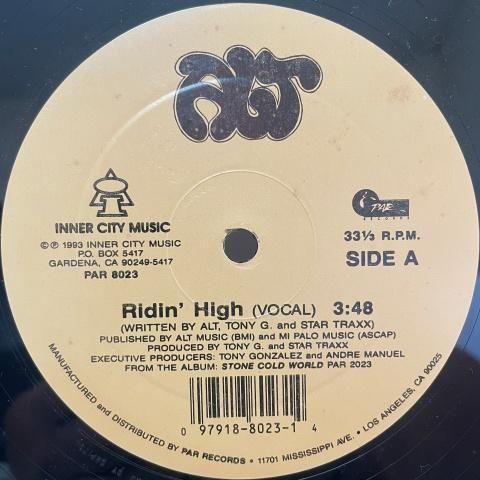 ALT
INNER CITY MUSIC
© ℗ 1993 INNER CITY MUSIC
P.O. BOX 5417
GARDENA, CA 90249-5417
PAR 8023
PAR
RECORDS
33⅓ R.P.M.
SIDE A
Ridin' High (VOCAL) 3:48
(WRITTEN BY ALT, TONY G. and STAR TRAXX)
PUBLISHED BY ALT MUSIC (BMI) and MI PALO MUSIC (ASCAP)
PRODUCED BY TONY G. and STAR TRAXX
EXECUTIVE PRODUCERS: TONY GONZALEZ and ANDRE MANUEL
FROM THE ALBUM: STONE COLD WORLD PAR 2023
0 97918-8023-1 4
MANUFACTURED and DISTRIBUTED BY PAR RECORDS • 11701 MISSISSIPPI AVE. • LOS ANGELES, CA 90025